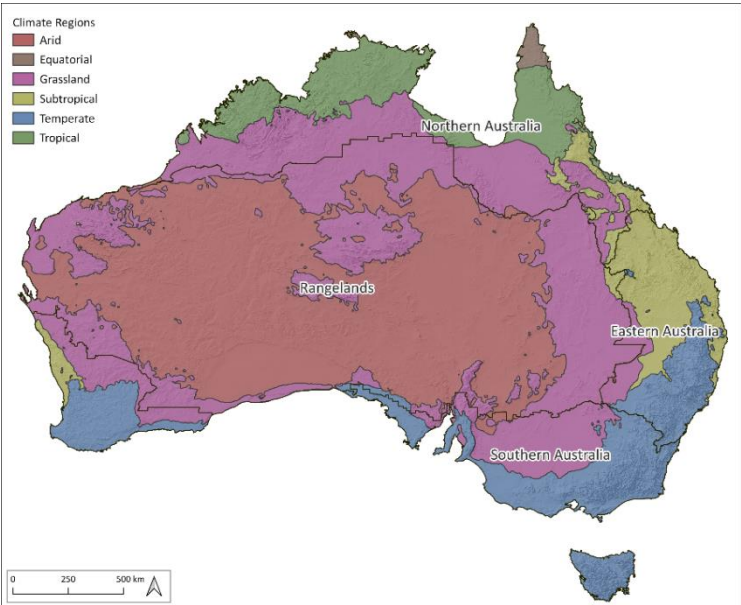 Climate Regions
Arid
Equatorial
Grassland
Subtropical
Temperate
Tropical
Northern Australia
Rangelands
Eastern Australia
Southern Australia
0 250 500 km